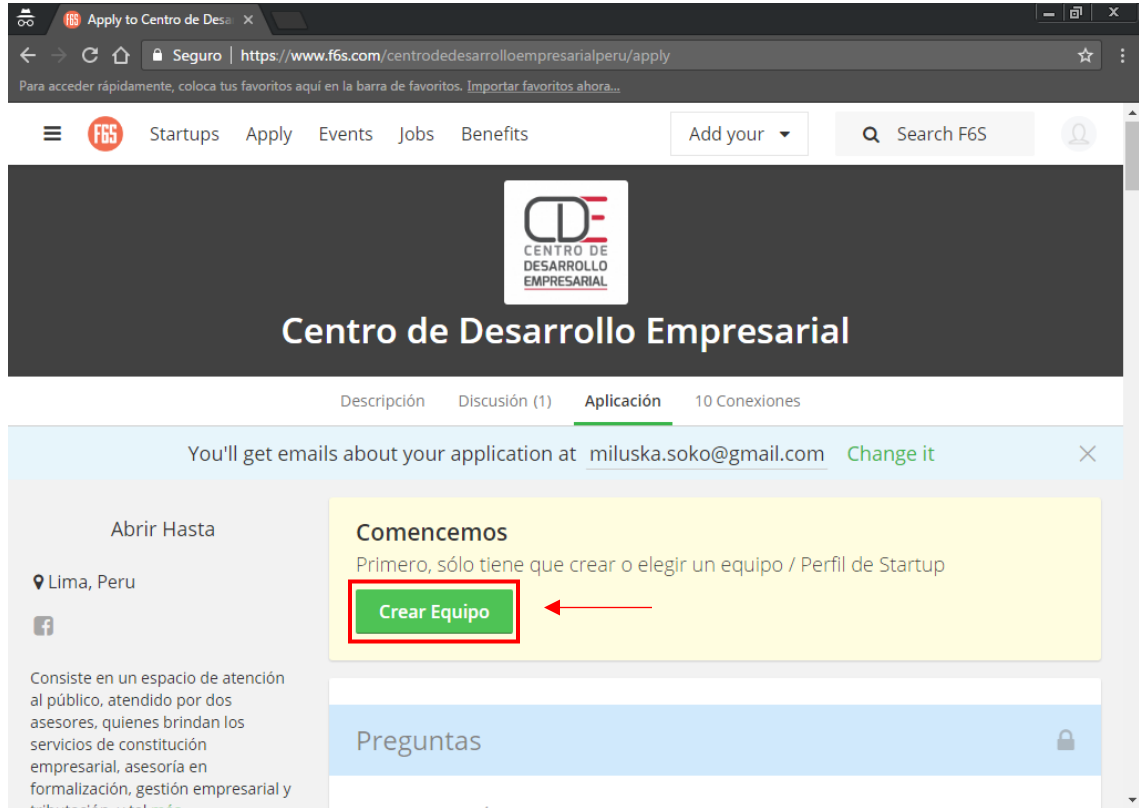 Apply to Centro de Desa
Seguro | https://www.f6s.com/centrodedesarrolloempresarialperu/apply
Para acceder rápidamente, coloca tus favoritos aquí en la barra de favoritos. Importar favoritos ahora...
F6S Startups Apply Events Jobs Benefits Add your Search F6S
CDE
CENTRO DE
DESARROLLO
EMPRESARIAL
Centro de Desarrollo Empresarial
Descripción Discusión (1) Aplicación 10 Conexiones
You'll get emails about your application at miluska.soko@gmail.com Change it
Abrir Hasta
Lima, Peru
Consiste en un espacio de atención
al público, atendido por dos
asesores, quienes brindan los
servicios de constitución
empresarial, asesoría en
formalización, gestión empresarial y
Comencemos
Primero, sólo tiene que crear o elegir un equipo / Perfil de Startup
Crear Equipo
Preguntas